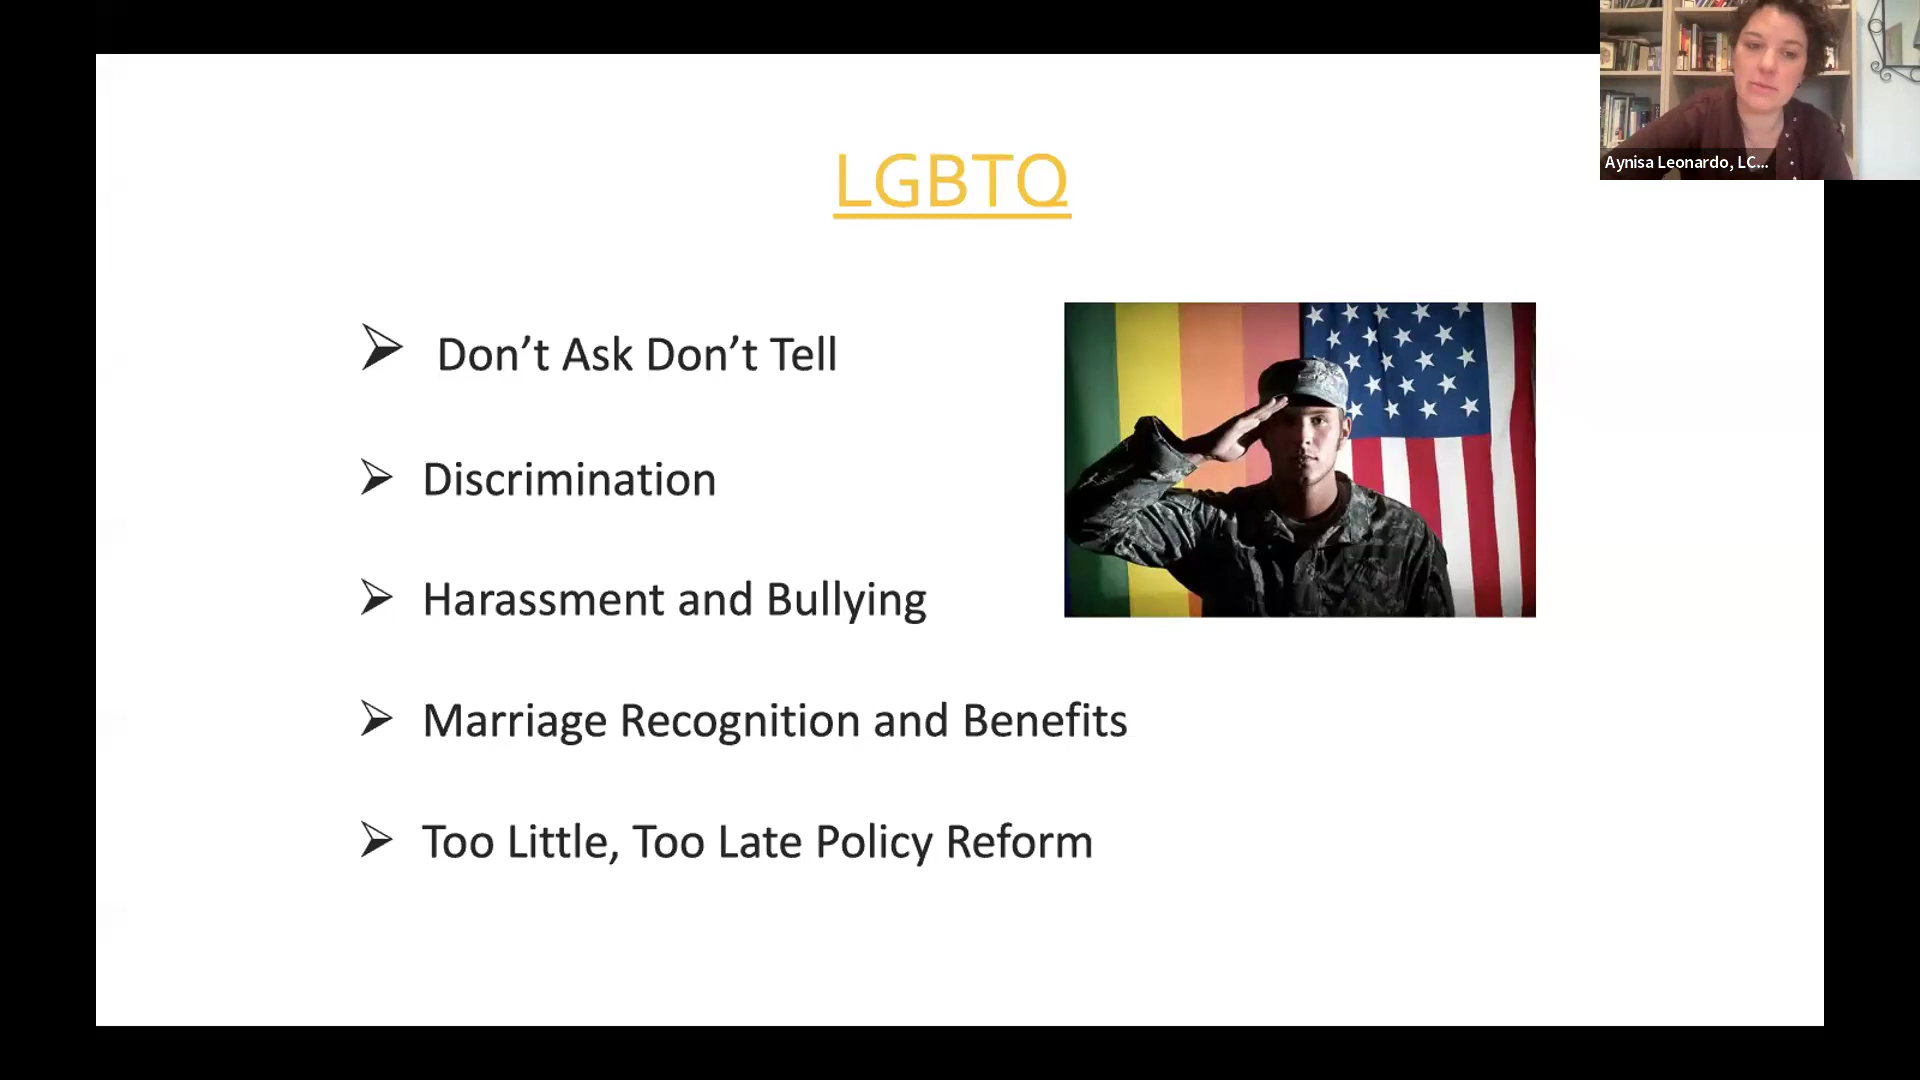 LGBTQ
Don’t Ask Don’t Tell
Discrimination
Harassment and Bullying
Marriage Recognition and Benefits
Too Little, Too Late Policy Reform
Aynisa Leonardo, LC...